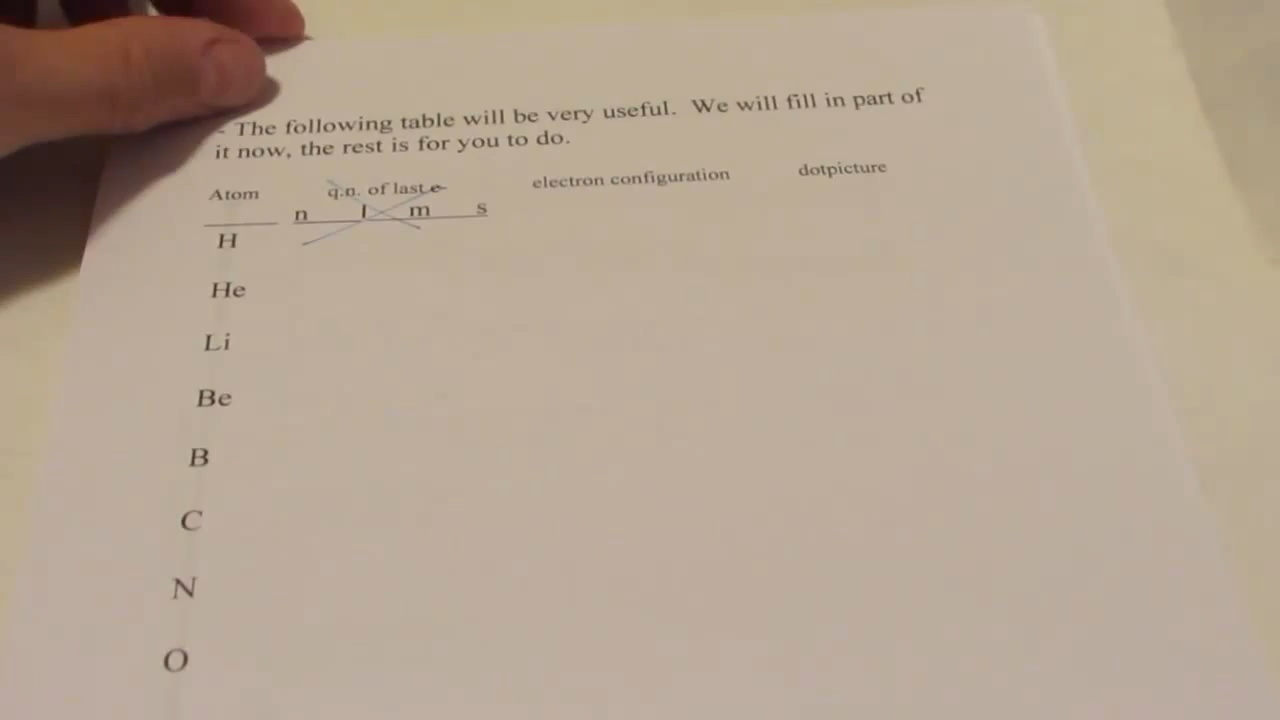 - The following table will be very useful. We will fill in part of
it now, the rest is for you to do.
Atom q.n. of last e- electron configuration dotpicture
n l m s
H
He
Li
Be
B
C
N
O